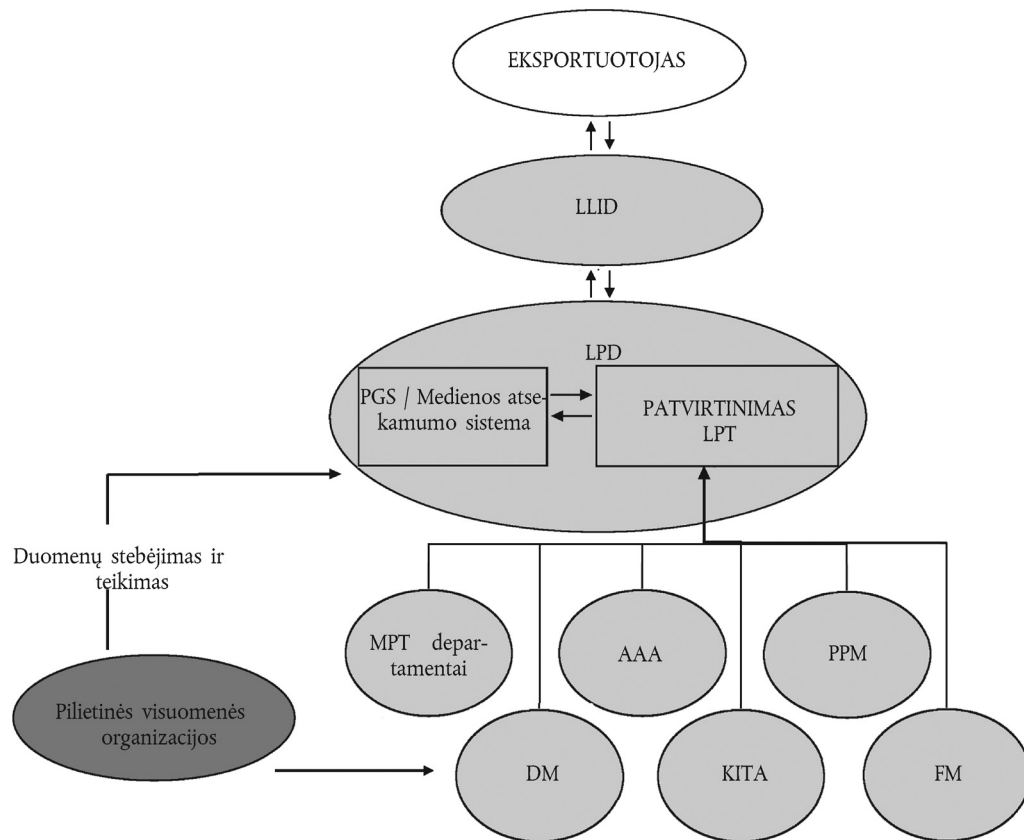 EKSPORTUOTOJAS
LLID
LPD
PGS / Medienos atse-
kamumo sistema
PATVIRTINIMAS
LPT
Duomenų stebėjimas ir
teikimas
MPT depar-
tamentai
AAA
PPM
Pilietinės visuomenės
organizacijos
DM
KITA
FM